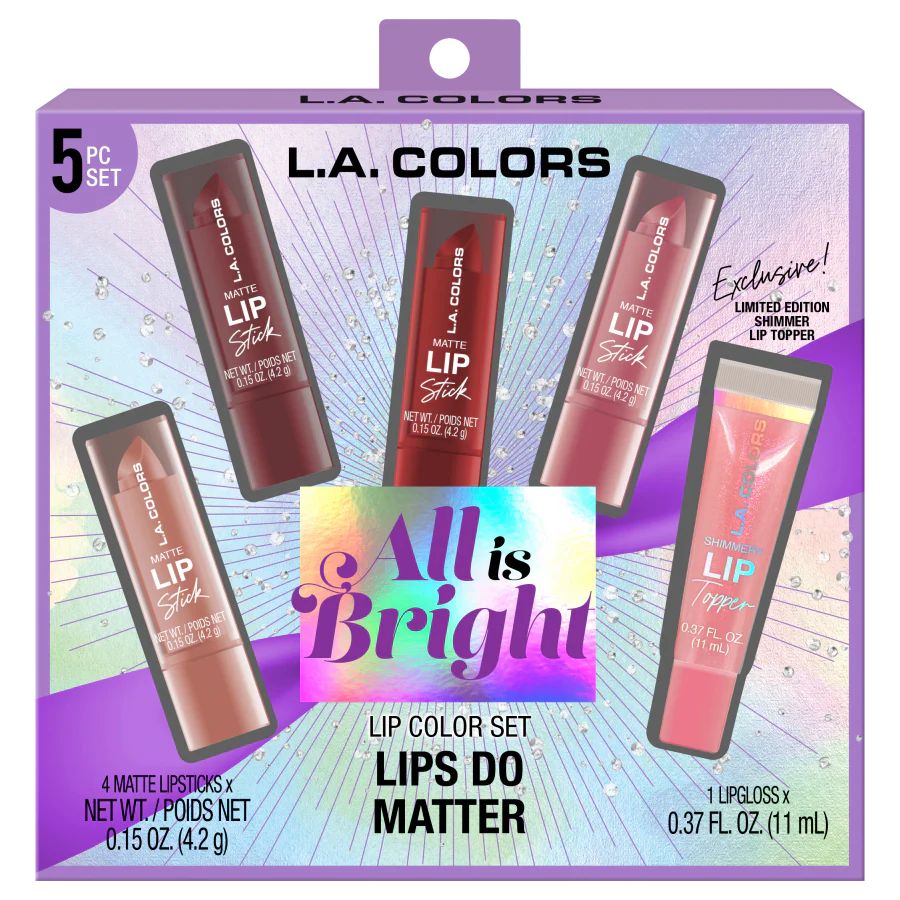 L.A. COLORS
5 PC
SET
L.A. COLORS
L.A. COLORS
MATTE
LIP
Stick
NET WT. / POIDS NET
0.15 OZ. (4.2 g)
L.A. COLORS
MATTE
LIP
Stick
NET WT. / POIDS NET
0.15 OZ. (4.2 g)
L.A. COLORS
MATTE
LIP
Stick
NET WT. / POIDS NET
0.15 OZ. (4.2 g)
Exclusive!
LIMITED EDITION
SHIMMER
LIP TOPPER
L.A. COLORS
MATTE
LIP
Stick
NET WT. / POIDS NET
0.15 OZ. (4.2 g)
L.A. COLORS
SHIMMERY
LIP
Topper
0.37 FL. OZ.
(11 mL)
All is
Bright
LIP COLOR SET
LIPS DO
MATTER
4 MATTE LIPSTICKS x
NET WT. / POIDS NET
0.15 OZ. (4.2 g)
1 LIPGLOSS x
0.37 FL. OZ. (11 mL)